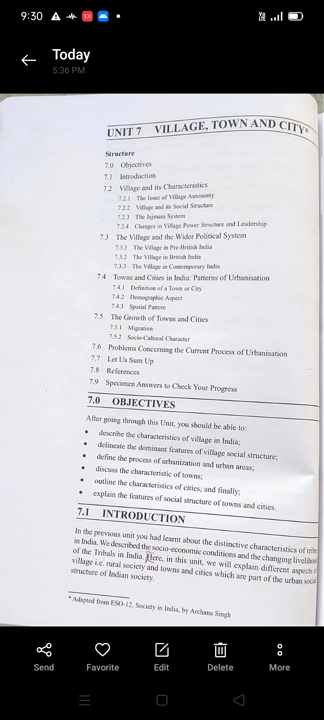 9:30
Today
5:36 PM
UNIT 7 VILLAGE, TOWN AND CITY*
Structure
7.0 Objectives
7.1 Introduction
7.2 Village and its Characteristics
7.2.1 The Issue of Village Autonomy
7.2.2 Village and its Social Structure
7.2.3 The Jajmani System
7.2.4 Changes in Village Power Structure and Leadership
7.3 The Village and the Wider Political System
7.3.1 The Village in Pre-British India
7.3.2 The Village in British India
7.3.3 The Village in Contemporary India
7.4 Towns and Cities in India: Patterns of Urbanisation
7.4.1 Definition of a Town or City
7.4.2 Demographic Aspect
7.4.3 Spatial Pattern
7.5 The Growth of Towns and Cities
7.5.1 Migration
7.5.2 Socio-Cultural Character
7.6 Problems Concerning the Current Process of Urbanisation
7.7 Let Us Sum Up
7.8 References
7.9 Specimen Answers to Check Your Progress
7.0 OBJECTIVES
After going through this Unit, you should be able to:
• describe the characteristics of village in India;
• delineate the dominant features of village social structure;
• define the process of urbanization and urban areas;
• discuss the characteristic of towns;
• outline the characteristics of cities; and finally;
• explain the features of social structure of towns and cities.
7.1 INTRODUCTION
In the previous unit you had learnt about the distinctive characteristics of tribe
in India. We described the socio-economic conditions and the changing livelihood
of the Tribals in India. Here, in this unit, we will explain different aspects of
village i.e. rural society and towns and cities which are part of the urban social
structure of Indian society.
* Adapted from ESO-12, Society in India, by Archana Singh
Send
Favorite
Edit
Delete
More